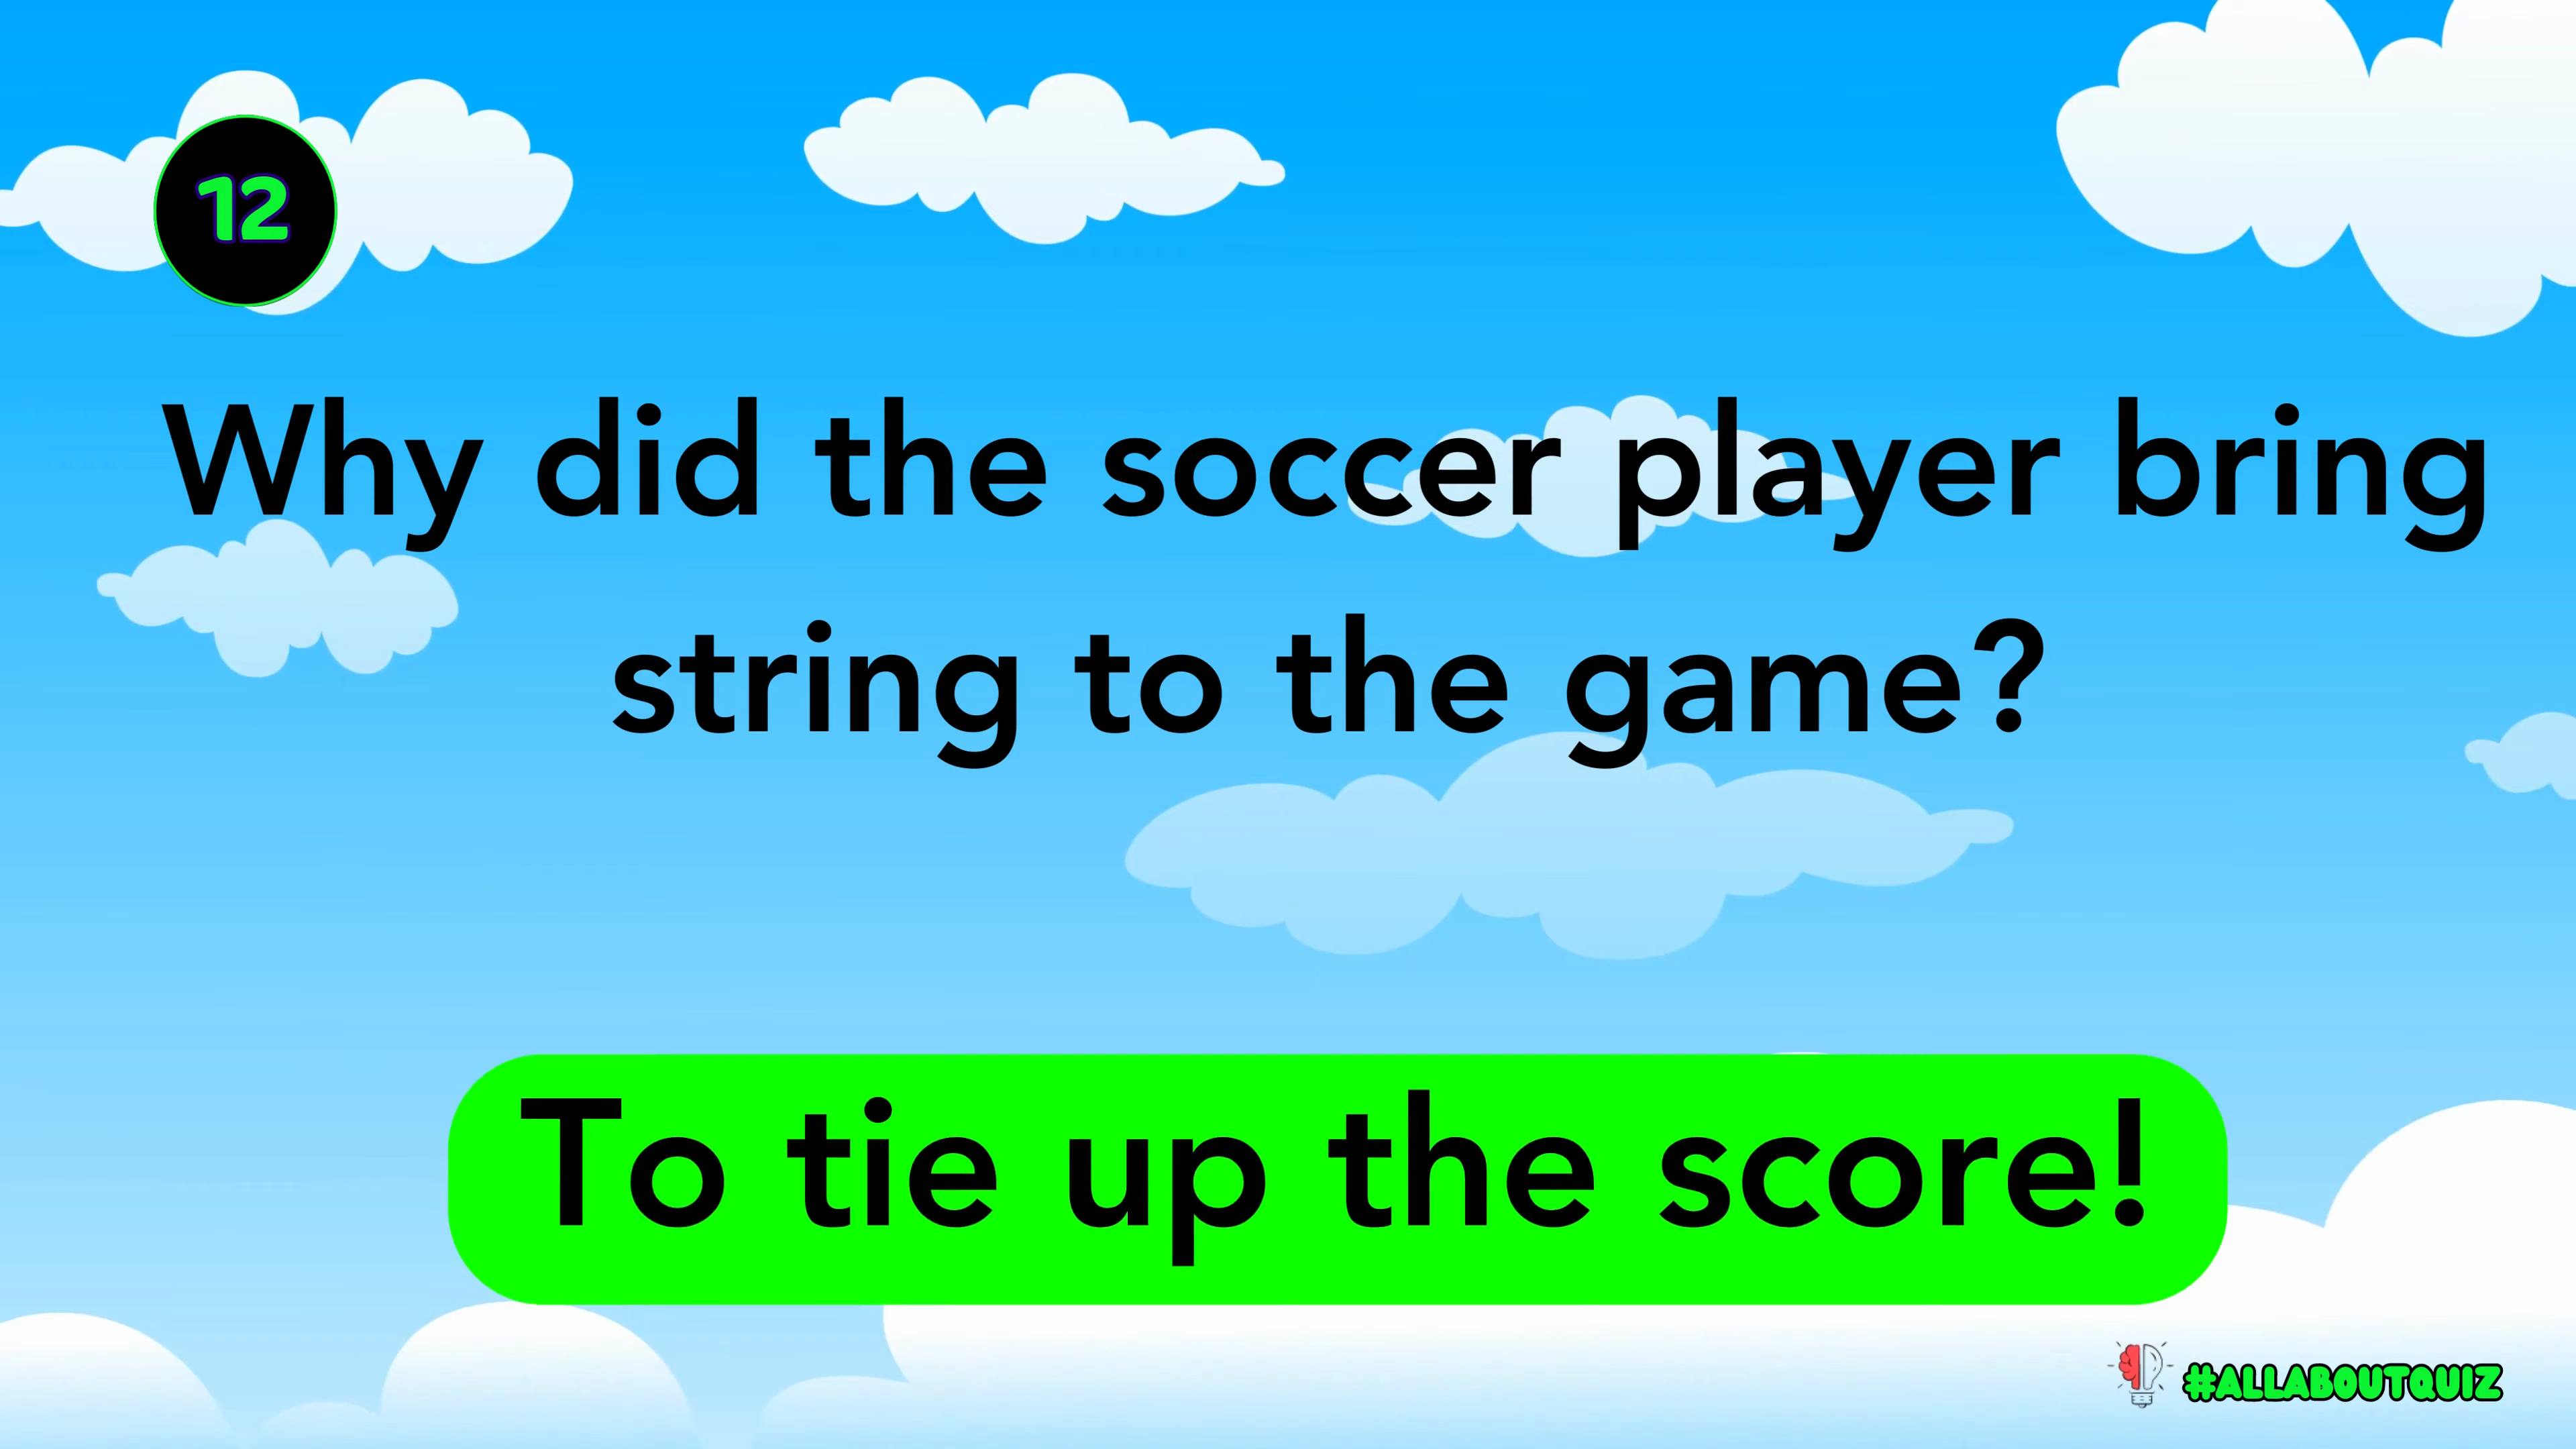 12
Why did the soccer player bring
string to the game?
To tie up the score!
#ALLABOUTQUIZ